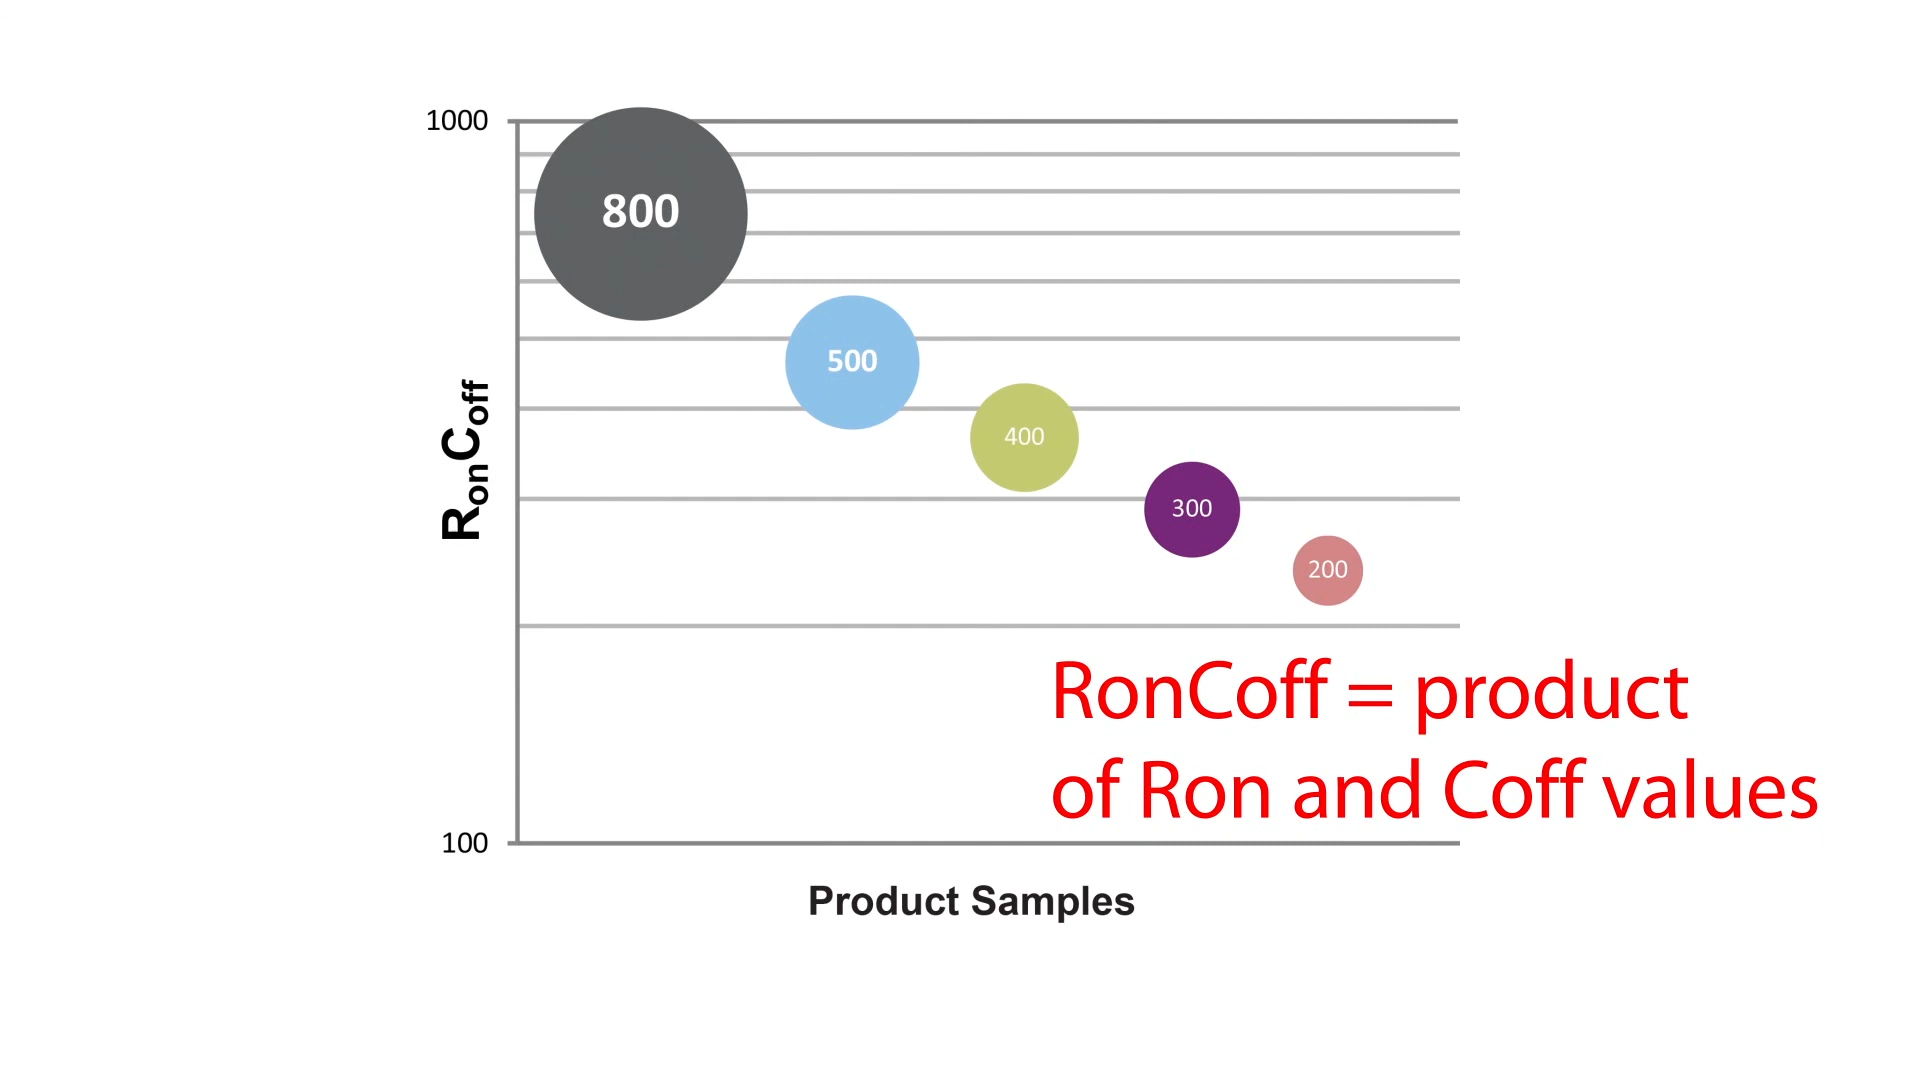 1000
800
500
400
300
200
100
RonCoff
Product Samples
RonCoff = product
of Ron and Coff values